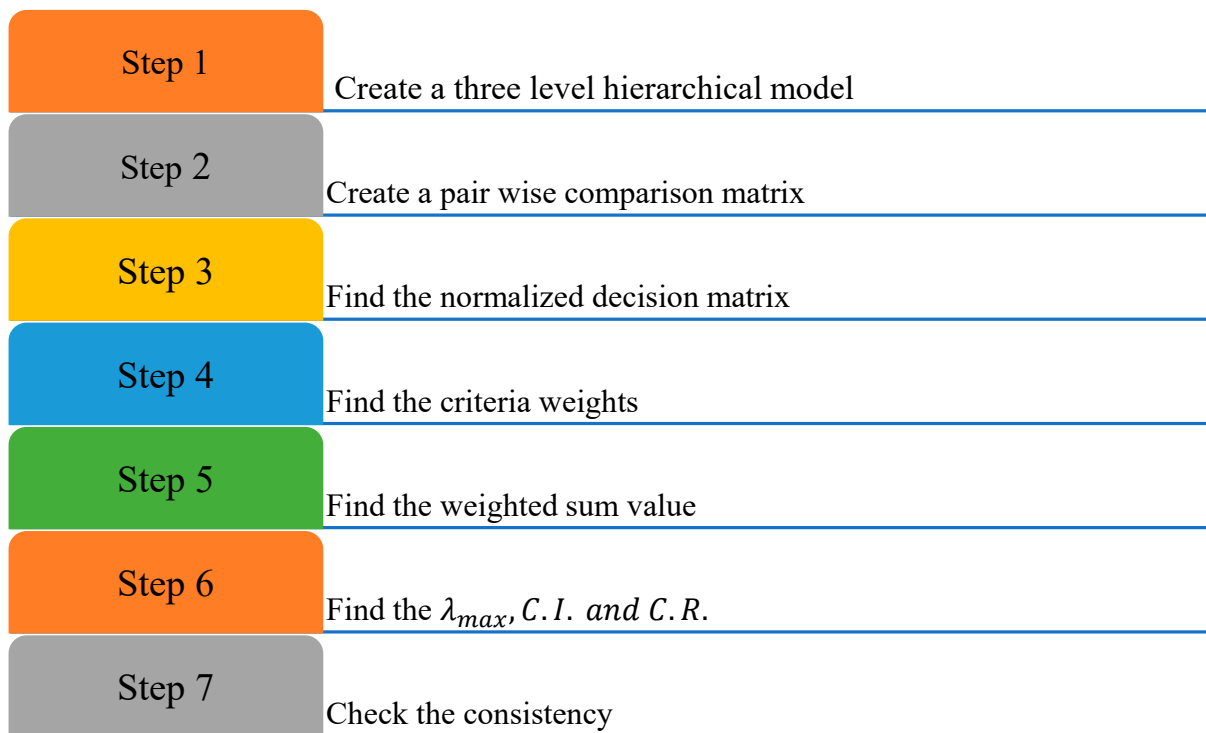 Step 1
Create a three level hierarchical model
Step 2
Create a pair wise comparison matrix
Step 3
Find the normalized decision matrix
Step 4
Find the criteria weights
Step 5
Find the weighted sum value
Step 6
Find the λmax, C.I. and C.R.
Step 7
Check the consistency